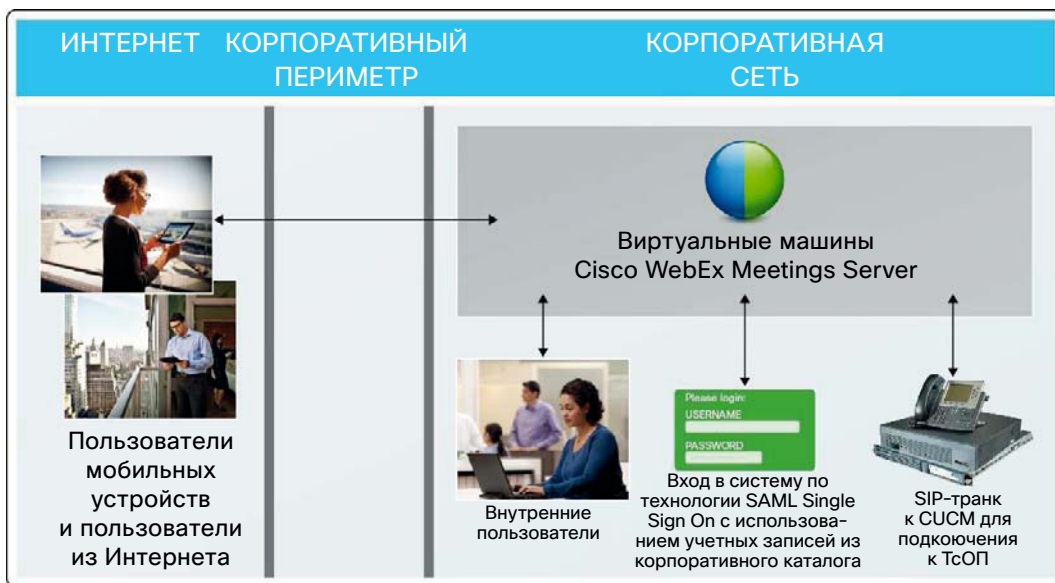 ИНТЕРНЕТ
КОРПОРАТИВНЫЙ
ПЕРИМЕТР
КОРПОРАТИВНАЯ
СЕТЬ
Виртуальные машины
Cisco WebEx Meetings Server
Пользователи
мобильных
устройств
и пользователи
из Интернета
Внутренние
пользователи
Please login:
USERNAME
PASSWORD
Вход в систему по
технологии SAML Single
Sign On с использова-
нием учетных записей из
корпоративного каталога
SIP-транк
к CUCM для
подкоючения
к ТсОП